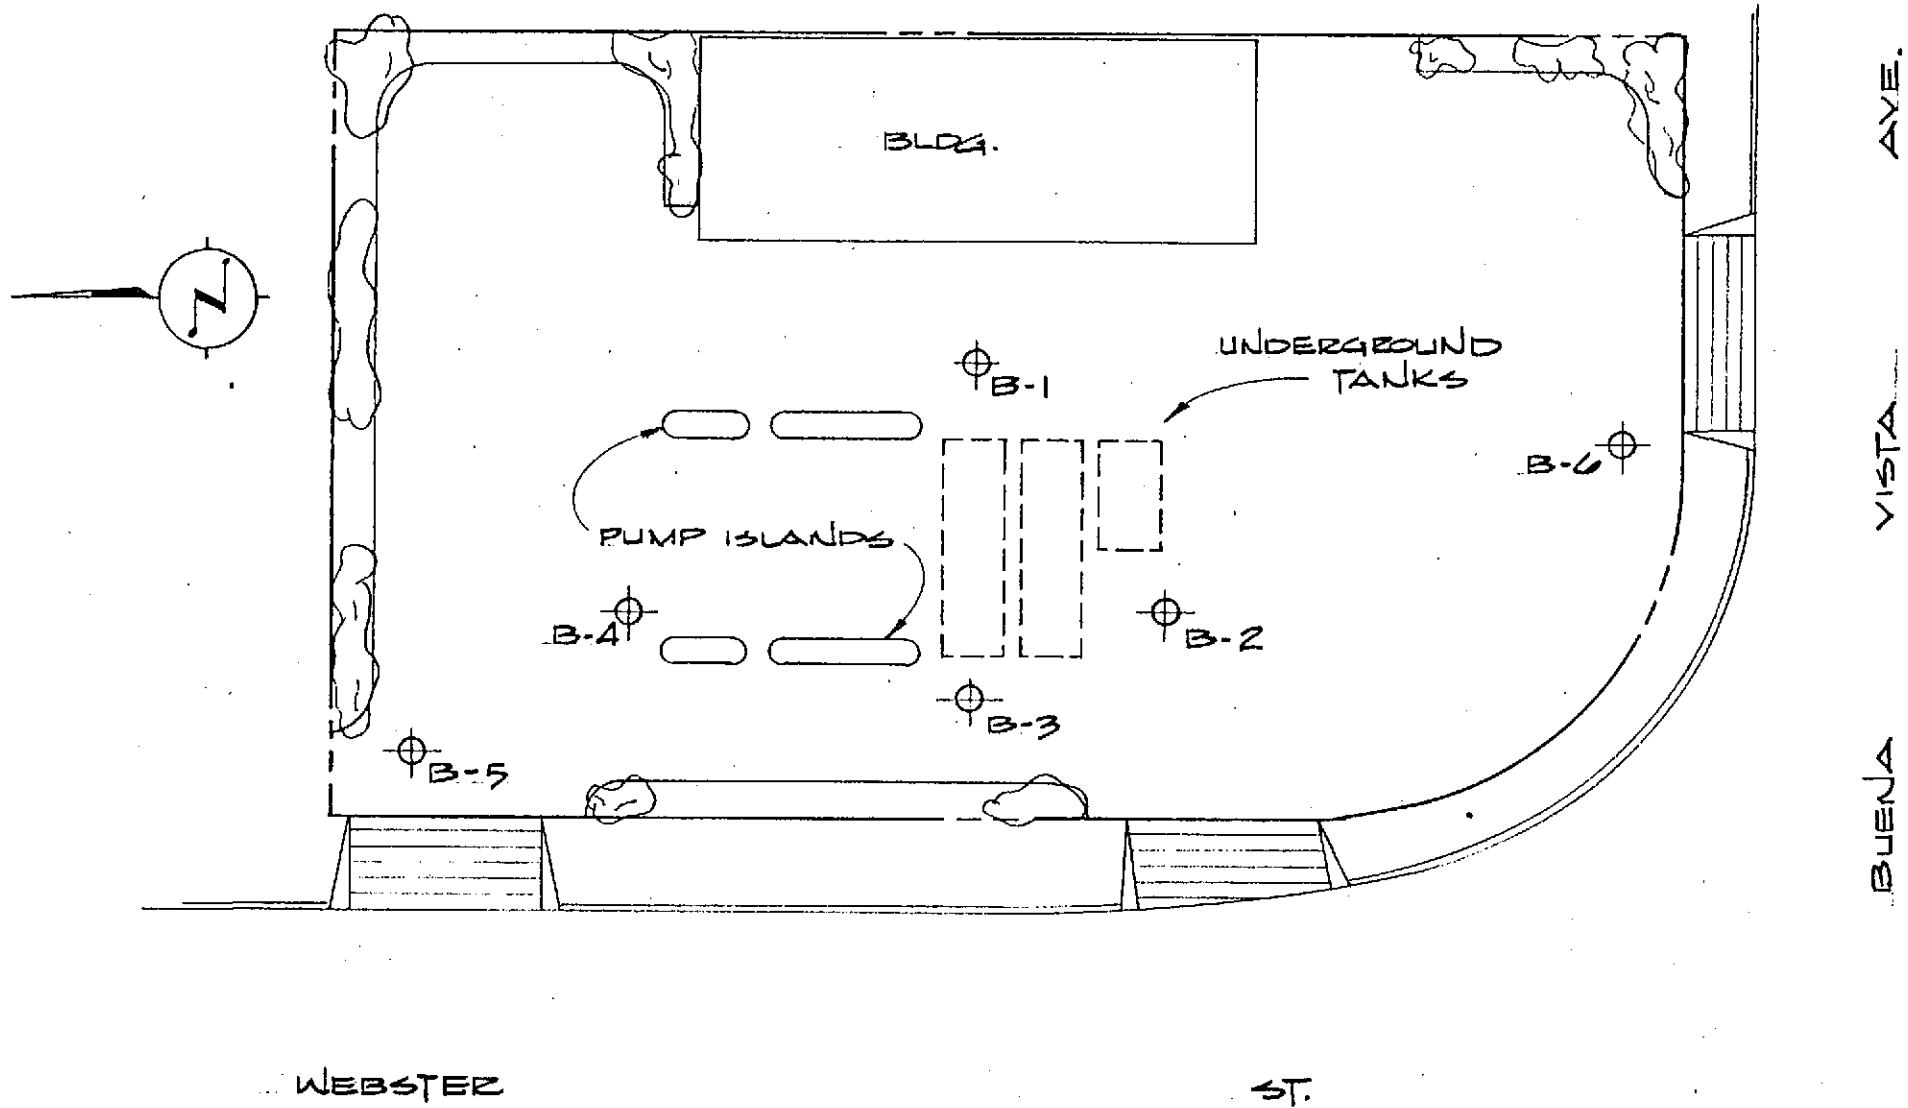 BLDG.
N
B-1
UNDERGROUND
TANKS
B-6
PUMP ISLANDS
B-4
B-2
B-3
B-5
BUENA VISTA AVE.
WEBSTER ST.